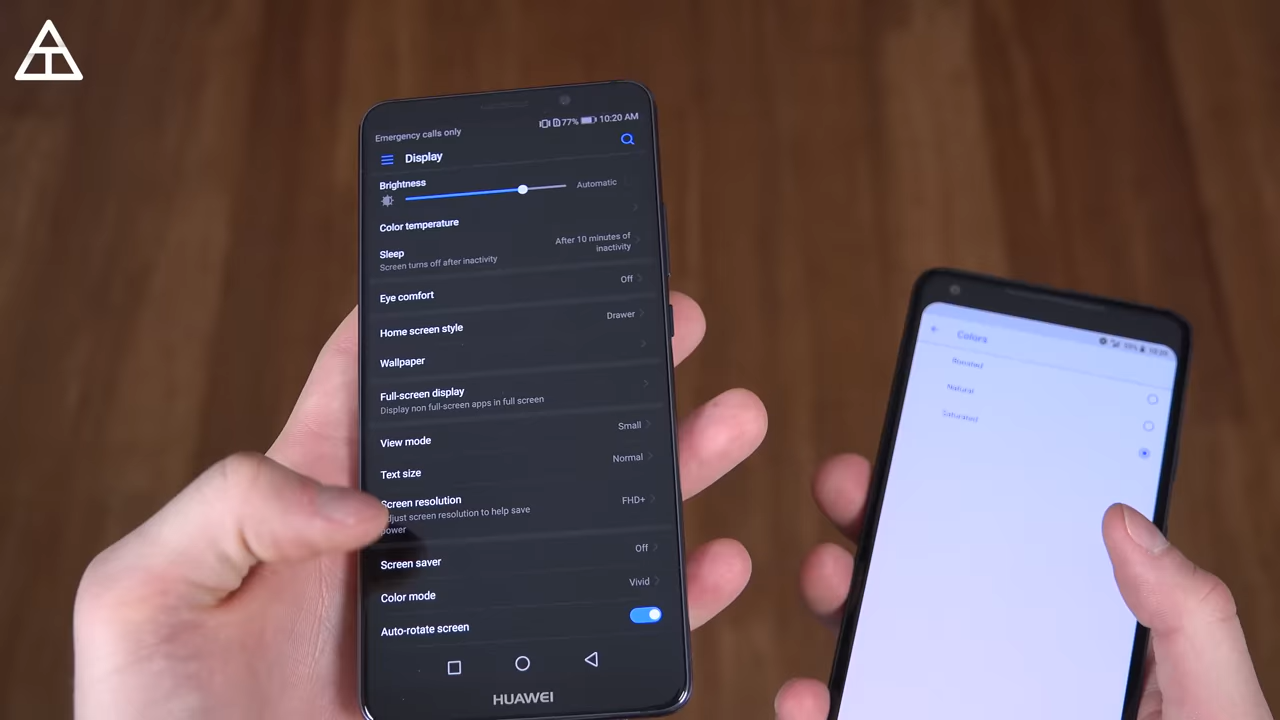 Emergency calls only
77% 10:20 AM
Display
Brightness
Automatic
Color temperature
Sleep
Screen turns off after inactivity
After 10 minutes of
inactivity
Eye comfort
Off
Home screen style
Drawer
Wallpaper
Full-screen display
Display non full-screen apps in full screen
View mode
Small
Text size
Normal
Screen resolution
FHD+
djust screen resolution to help save
power
Screen saver
Off
Color mode
Vivid
Auto-rotate screen
HUAWEI
Colors
Boosted
Natural
Saturated